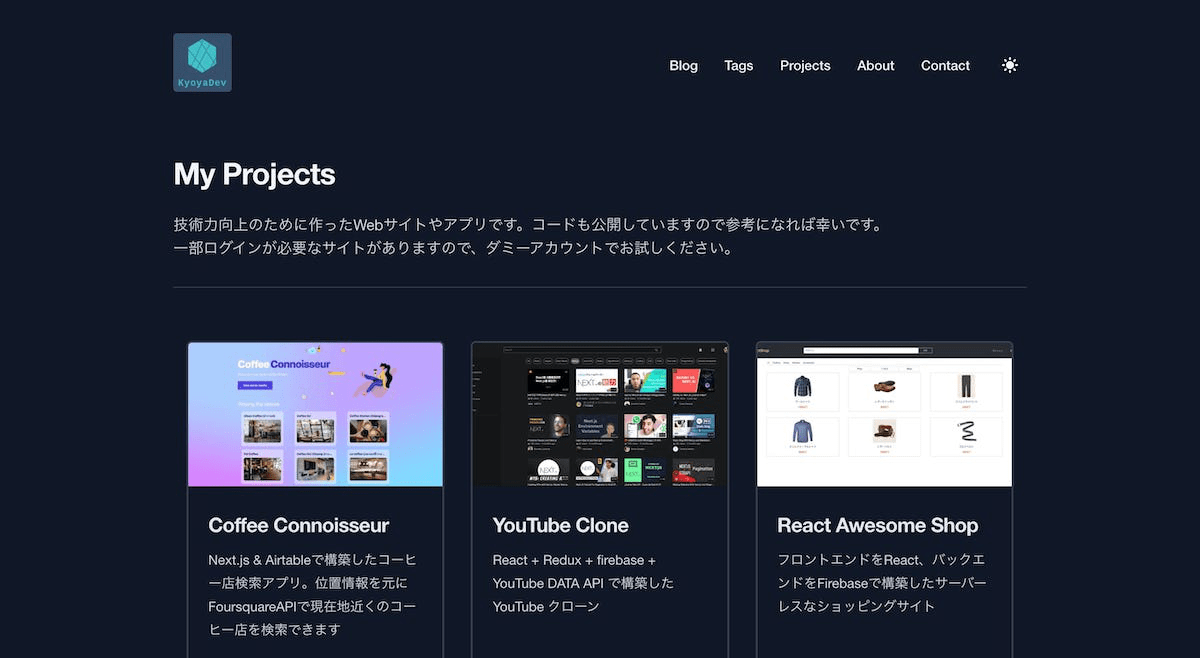 KyoyaDev
Blog
Tags
Projects
About
Contact
My Projects
技術力向上のために作ったWebサイトやアプリです。コードも公開していますので参考になれば幸いです。
一部ログインが必要なサイトがありますので、ダミーアカウントでお試しください。
Coffee Connoisseur
Coffee Connoisseur
Next.js & Airtableで構築したコーヒ
ー店検索アプリ。位置情報を元に
FoursquareAPIで現在地近くのコー
ヒー店を検索できます
YouTube Clone
React + Redux + firebase +
YouTube DATA API で構築した
YouTube クローン
React Awesome Shop
フロントエンドをReact、バックエ
ンドをFirebaseで構築したサーバー
レスなショッピングサイト